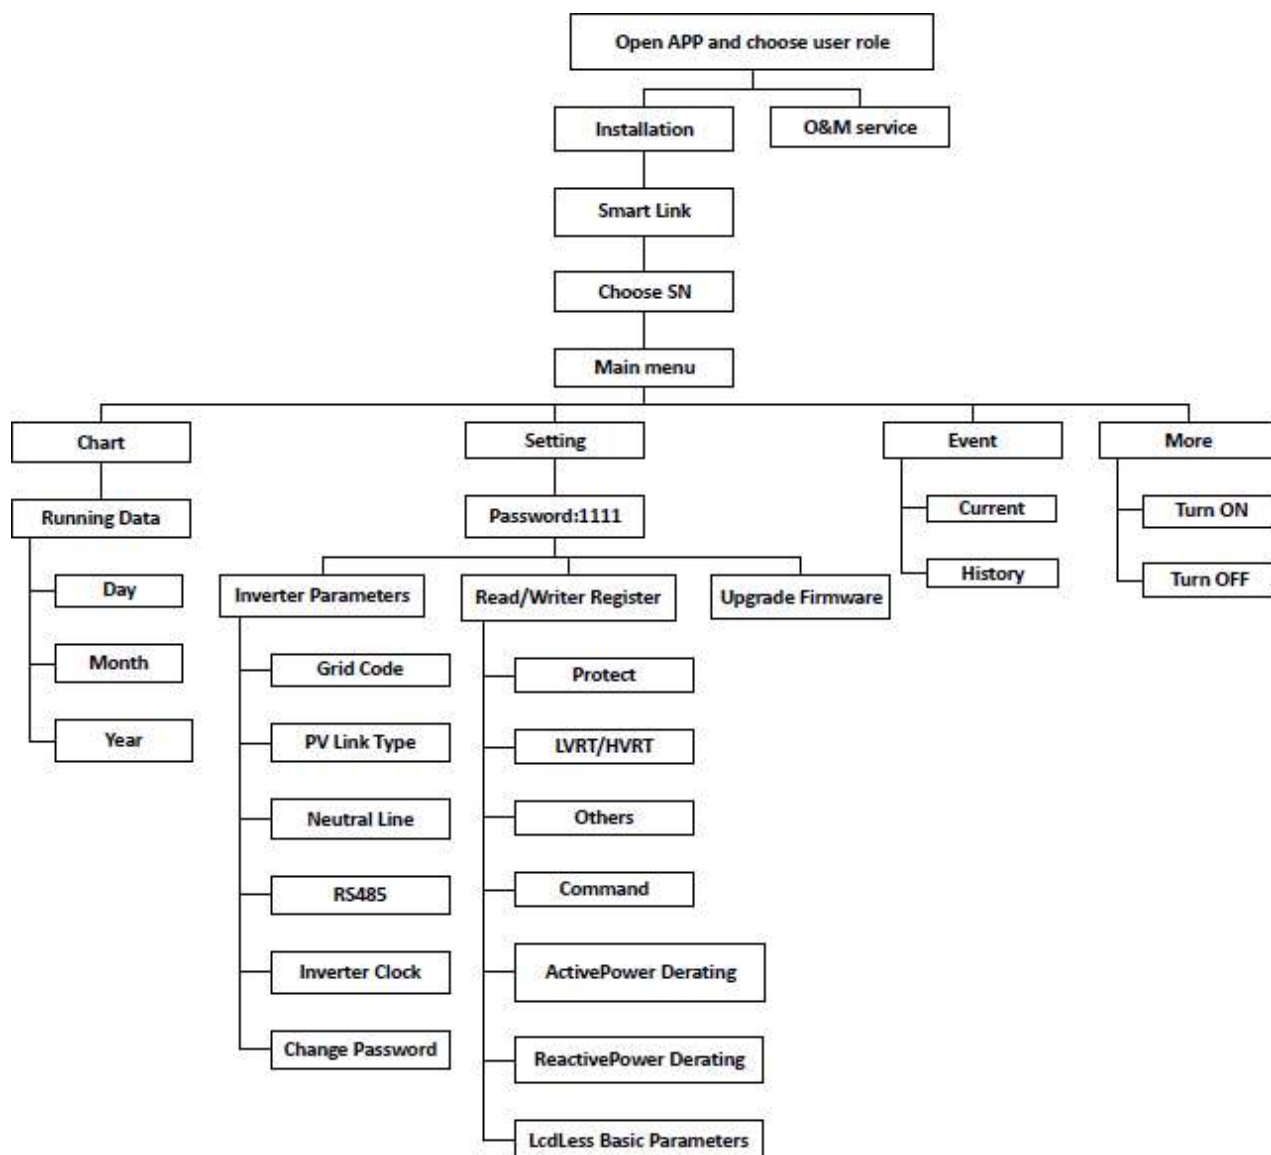 Open APP and choose user role
Installation
O&M service
Smart Link
Choose SN
Main menu
Chart
Setting
Event
More
Running Data
Password:1111
Current
Turn ON
History
Turn OFF
Day
Month
Year
Inverter Parameters
Read/Writer Register
Upgrade Firmware
Grid Code
PV Link Type
Neutral Line
RS485
Inverter Clock
Change Password
Protect
LVRT/HVRT
Others
Command
ActivePower Derating
ReactivePower Derating
LcdLess Basic Parameters